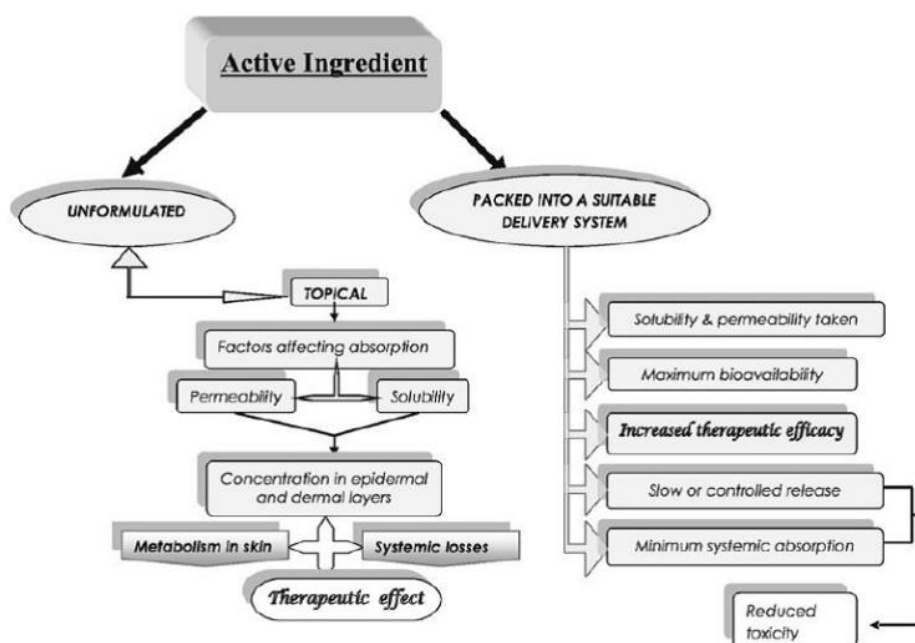 Active Ingredient
UNFORMULATED
PACKED INTO A SUITABLE
DELIVERY SYSTEM
TOPICAL
Factors affecting absorption
Permeability
Solubility
Concentration in epidermal
and dermal layers
Metabolism in skin
Systemic losses
Therapeutic effect
Solubility & permeability taken
Maximum bioavailability
Increased therapeutic efficacy
Slow or controlled release
Minimum systemic absorption
Reduced
toxicity